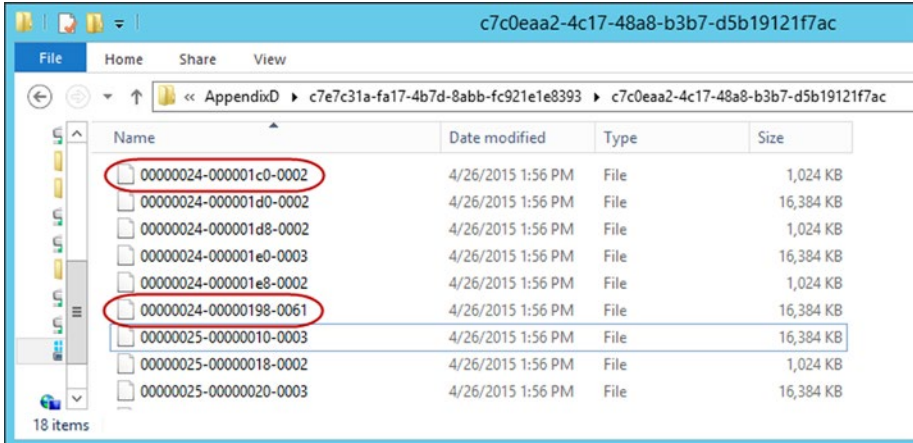 c7c0eaa2-4c17-48a8-b3b7-d5b19121f7ac
File Home Share View
« AppendixD ▸ c7e7c31a-fa17-4b7d-8abb-fc921e1e8393 ▸ c7c0eaa2-4c17-48a8-b3b7-d5b19121f7ac
Name Date modified Type Size
00000024-000001c0-0002 4/26/2015 1:56 PM File 1,024 KB
00000024-000001d0-0002 4/26/2015 1:56 PM File 16,384 KB
00000024-000001d8-0002 4/26/2015 1:56 PM File 1,024 KB
00000024-000001e0-0003 4/26/2015 1:56 PM File 16,384 KB
00000024-000001e8-0002 4/26/2015 1:56 PM File 1,024 KB
00000024-00000198-0061 4/26/2015 1:56 PM File 16,384 KB
00000025-00000010-0003 4/26/2015 1:56 PM File 16,384 KB
00000025-00000018-0002 4/26/2015 1:56 PM File 1,024 KB
00000025-00000020-0003 4/26/2015 1:56 PM File 16,384 KB
18 items